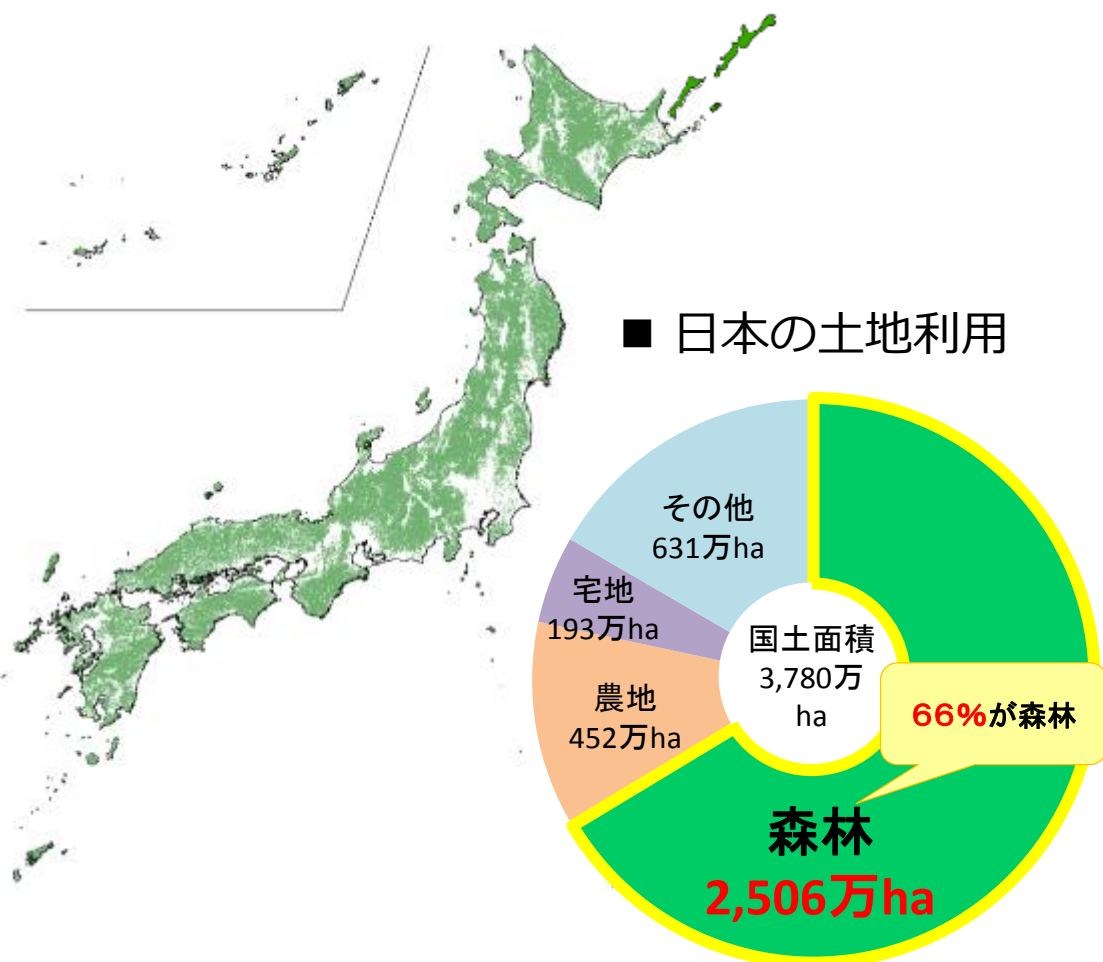 ■ 日本の土地利用
その他
631万ha
宅地
193万ha
農地
452万ha
国土面積
3,780万
ha
66%が森林
森林
2,506万ha